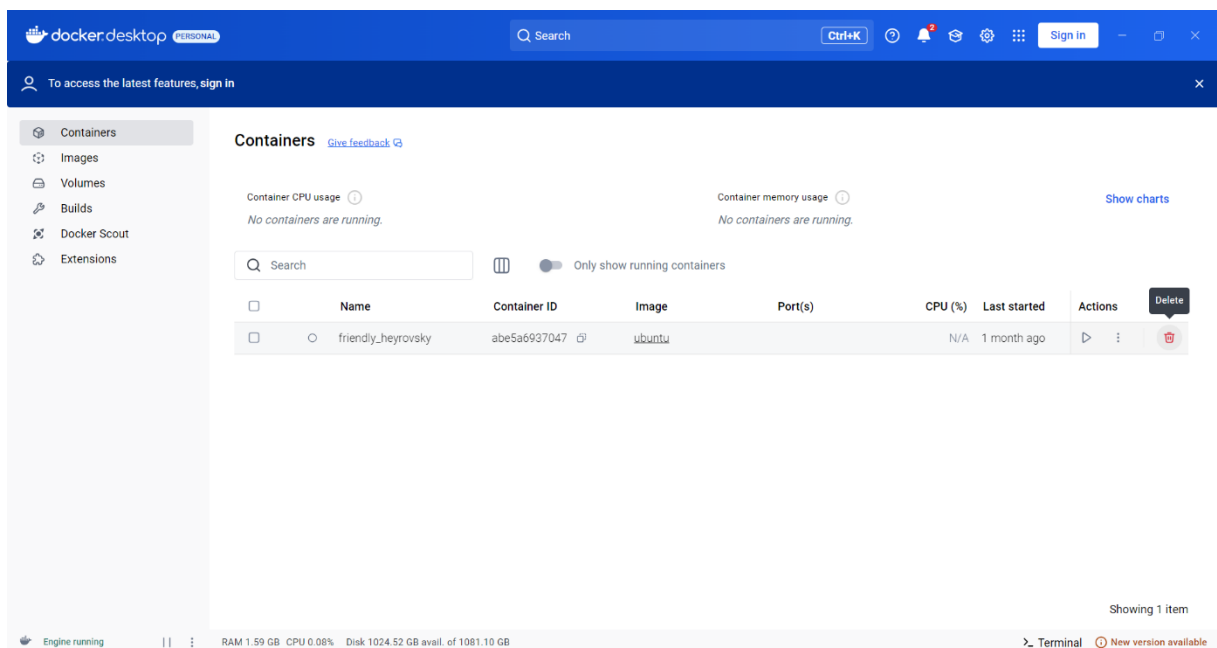 docker.desktop PERSONAL Search Ctrl+K 2 Sign in
To access the latest features, sign in
Containers
Images
Volumes
Builds
Docker Scout
Extensions
Containers Give feedback
Container CPU usage
No containers are running.
Container memory usage
No containers are running.
Show charts
Search Only show running containers
Delete
Name Container ID Image Port(s) CPU (%) Last started Actions
friendly_heyrovsky abe5a6937047 ubuntu N/A 1 month ago
Showing 1 item
Engine running RAM 1.59 GB CPU 0.08% Disk 1024.52 GB avail. of 1081.10 GB >_ Terminal New version available